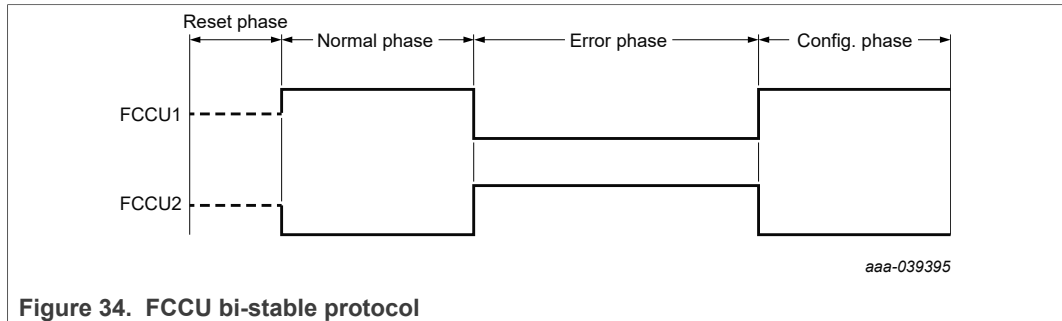 Reset phase
Normal phase
Error phase
Config. phase
FCCU1
FCCU2
aaa-039395
Figure 34. FCCU bi-stable protocol